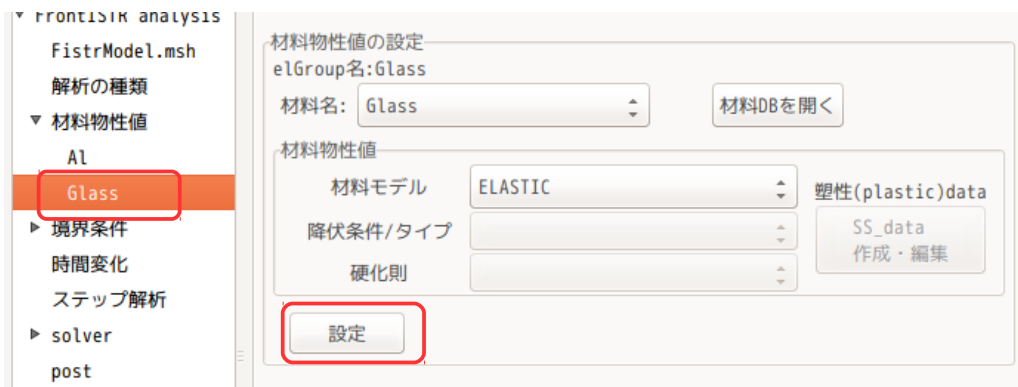 FrontISTR analysis
FistrModel.msh
解析の種類
材料物性値
Al
Glass
境界条件
時間変化
ステップ解析
solver
post
材料物性値の設定
elGroup名:Glass
材料名: Glass 材料DBを開く
材料物性値
材料モデル ELASTIC
塑性(plastic)data
降伏条件/タイプ
SS_data
作成・編集
硬化則
設定